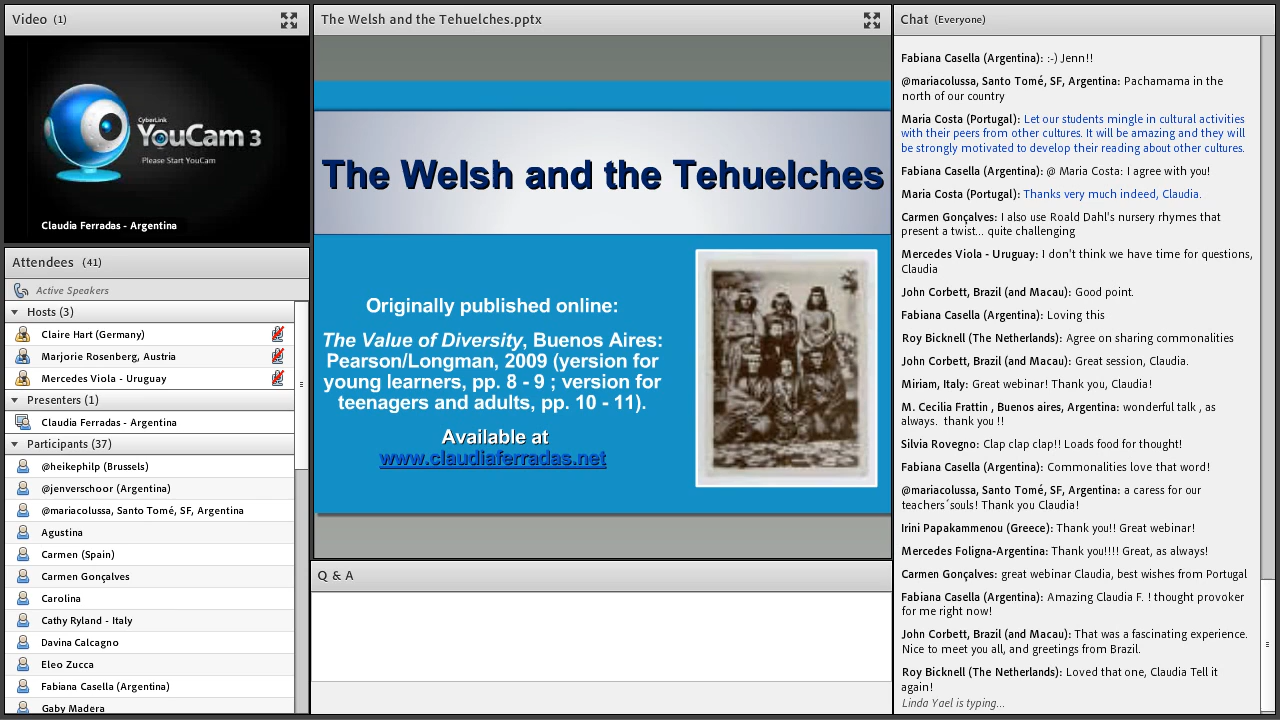 Video (1)
CyberLink
YouCam 3
Please Start YouCam
Claudia Ferradas - Argentina
Attendees (41)
Active Speakers
Hosts (3)
Claire Hart (Germany)
Marjorie Rosenberg, Austria
Mercedes Viola - Uruguay
Presenters (1)
Claudia Ferradas - Argentina
Participants (37)
@heikephilp (Brussels)
@jenverschoor (Argentina)
@mariacolussa, Santo Tomé, SF, Argentina
Agustina
Carmen (Spain)
Carmen Gonçalves
Carolina
Cathy Ryland - Italy
Davina Calcagno
Eleo Zucca
Fabiana Casella (Argentina)
Gaby Madera
The Welsh and the Tehuelches.pptx
The Welsh and the Tehuelches
Originally published online:
The Value of Diversity, Buenos Aires:
Pearson/Longman, 2009 (yersion for
young learners, pp. 8 - 9 ; version for
teenagers and adults, pp. 10 - 11).
Available at
www.claudiaferradas.net
Q & A
Chat (Everyone)
Fabiana Casella (Argentina): :-) Jenn!!
@mariacolussa, Santo Tomé, SF, Argentina: Pachamama in the
north of our country
Maria Costa (Portugal): Let our students mingle in cultural activities
with their peers from other cultures. It will be amazing and they will
be strongly motivated to develop their reading about other cultures.
Fabiana Casella (Argentina): @ Maria Costa: I agree with you!
Maria Costa (Portugal): Thanks very much indeed, Claudia.
Carmen Gonçalves: I also use Roald Dahl's nursery rhymes that
present a twist... quite challenging
Mercedes Viola - Uruguay: I don't think we have time for questions,
Claudia
John Corbett, Brazil (and Macau): Good point.
Fabiana Casella (Argentina): Loving this
Roy Bicknell (The Netherlands): Agree on sharing commonalities
John Corbett, Brazil (and Macau): Great session, Claudia.
Miriam, Italy: Great webinar! Thank you, Claudia!
M. Cecilia Frattin , Buenos aires, Argentina: wonderful talk , as
always. thank you !!
Silvia Rovegno: Clap clap clap!! Loads food for thought!
Fabiana Casella (Argentina): Commonalities love that word!
@mariacolussa, Santo Tomé, SF, Argentina: a caress for our
teachers´souls! Thank you Claudia!
Irini Papakammenou (Greece): Thank you!! Great webinar!
Mercedes Foligna-Argentina: Thank you!!!! Great, as always!
Carmen Gonçalves: great webinar Claudia, best wishes from Portugal
Fabiana Casella (Argentina): Amazing Claudia F. ! thought provoker
for me right now!
John Corbett, Brazil (and Macau): That was a fascinating experience.
Nice to meet you all, and greetings from Brazil.
Roy Bicknell (The Netherlands): Loved that one, Claudia Tell it
again!
Linda Yael is typing...